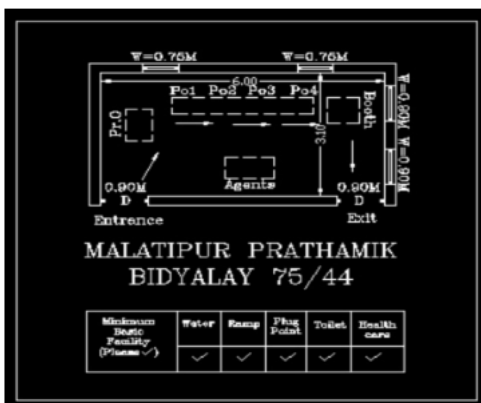 W=0.75M W=0.75M
6.00
Po1 Po2 Po3 Po4
Pr.O
Booth
3.10
W=0.90M W=0.90M
Agents
0.90M 0.90M
D D
Entrance Exit
MALATIPUR PRATHAMIK
BIDYALAY 75/44
Minimum Basic Facility (Please ✓) Water Ramp Plug Point Toilet Health care
✓ ✓ ✓ ✓ ✓